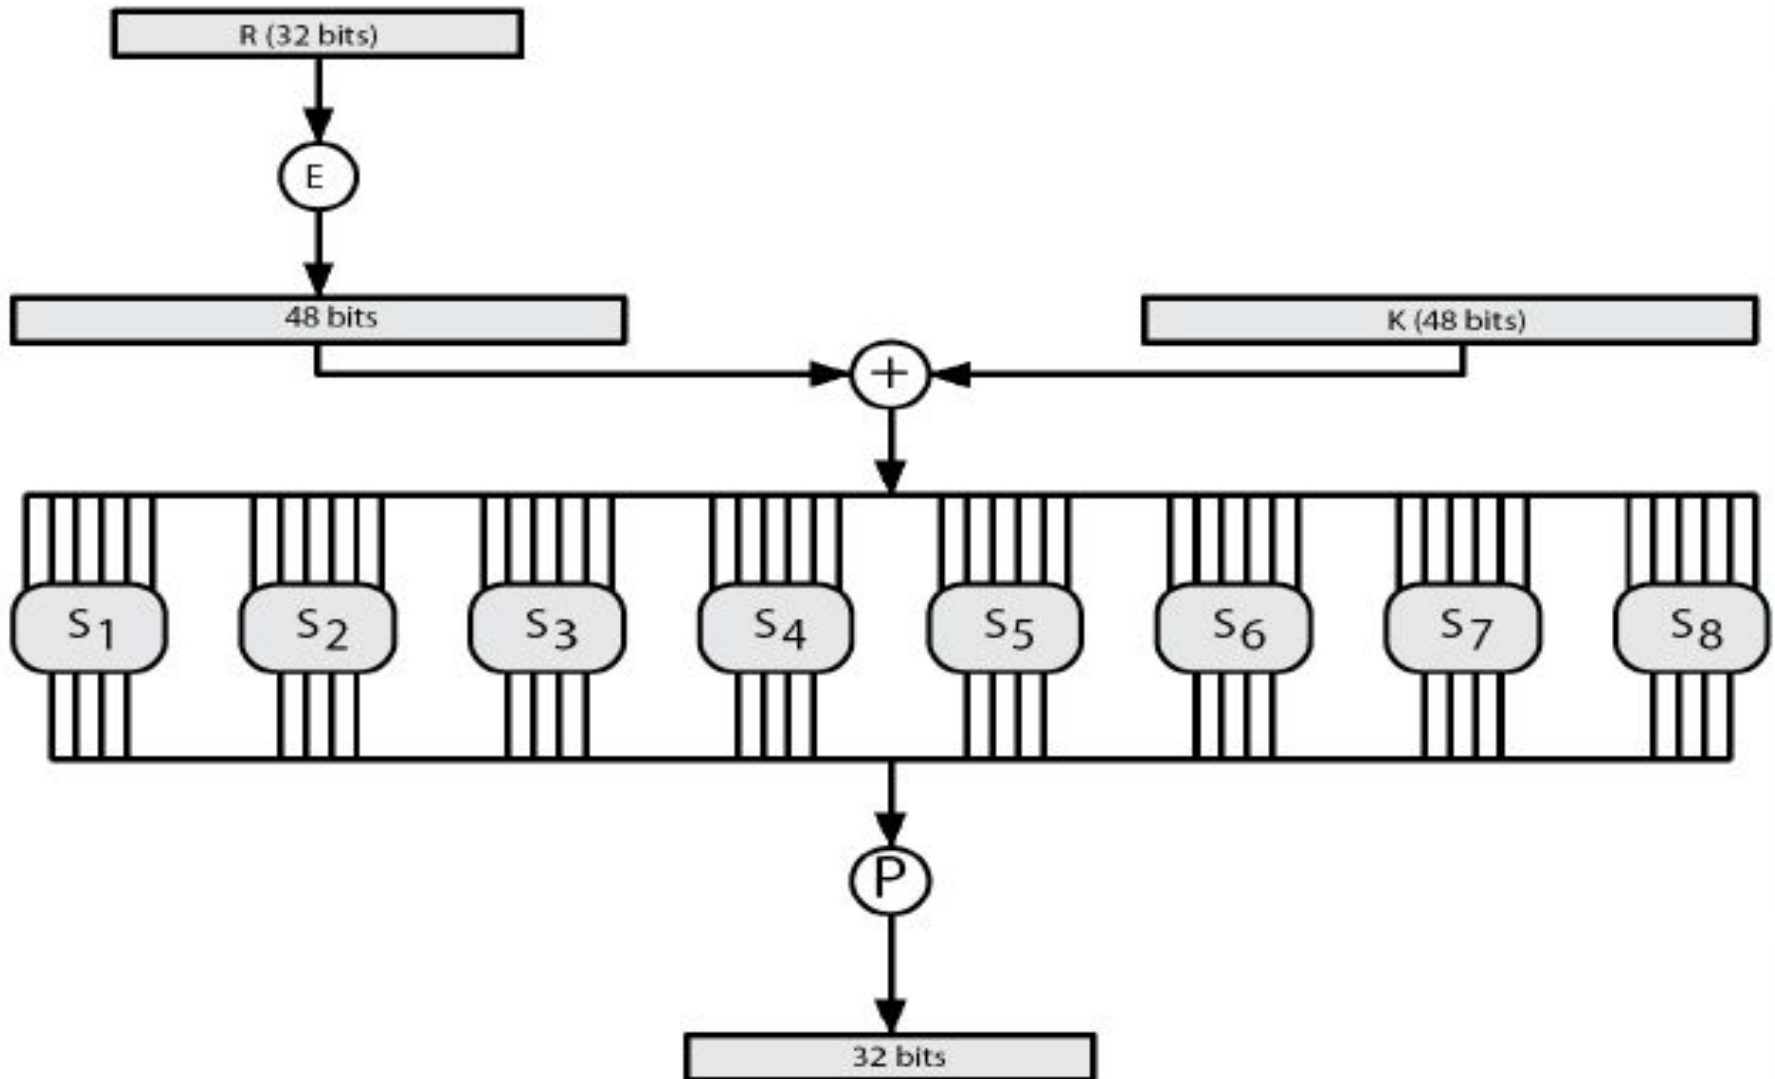 R (32 bits)
E
48 bits
K (48 bits)
+
S1 S2 S3 S4 S5 S6 S7 S8
P
32 bits